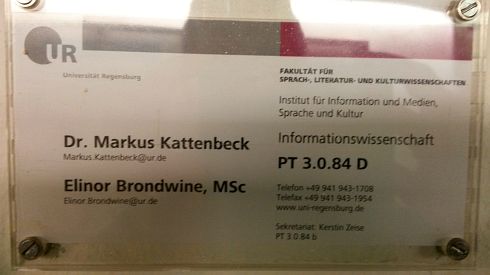 UR
Universität Regensburg
FAKULTÄT FÜR
SPRACH-, LITERATUR- UND KULTURWISSENSCHAFTEN
Institut für Information und Medien,
Sprache und Kultur
Informationswissenschaft
PT 3.0.84 D
Dr. Markus Kattenbeck
Markus.Kattenbeck@ur.de
Elinor Brondwine, MSc
Elinor.Brondwine@ur.de
Telefon +49 941 943-1708
Telefax +49 941 943-1954
www.uni-regensburg.de
Sekretariat: Kerstin Zeise
PT 3.0.84 b